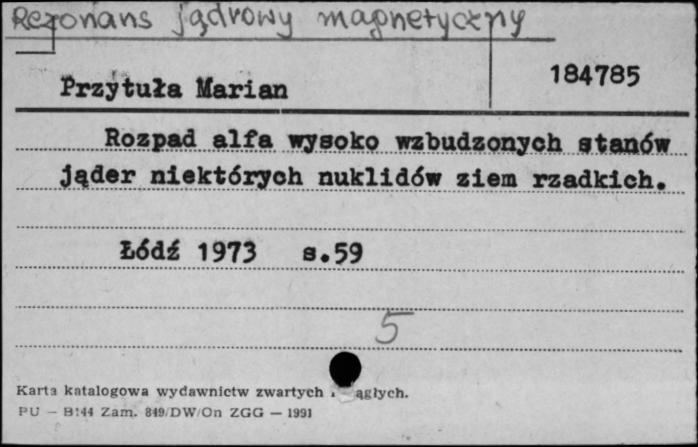 Rezonans jądrowy magnetyczny
184785
Przytuła Marian
Rozpad alfa wysoko wzbudzonych stanów
jąder niektórych nuklidów ziem rzadkich.
Łódź 1973 s.59
5
Karta katalogowa wydawnictw zwartych i ągłych.
PU — B144 Zam. 849/DW/On ZGG — 1991